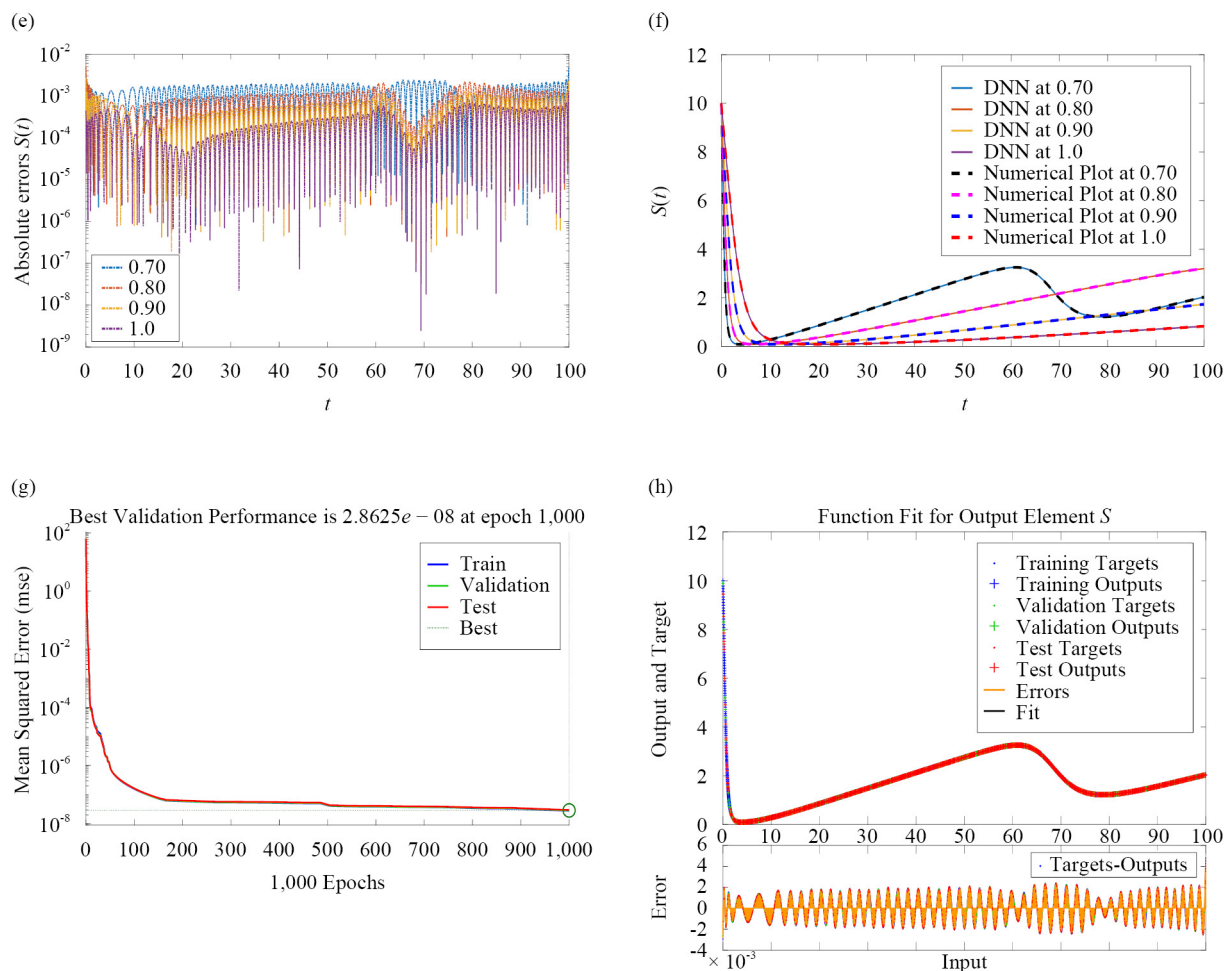 (e)
10-2
10-3
10-4
10-5
10-6
10-7
10-8
10-9
Absolute errors S(t)
0.70
0.80
0.90
1.0
0 10 20 30 40 50 60 70 80 90 100
t
(f)
12
10
8
6
4
2
0
S(t)
DNN at 0.70
DNN at 0.80
DNN at 0.90
DNN at 1.0
Numerical Plot at 0.70
Numerical Plot at 0.80
Numerical Plot at 0.90
Numerical Plot at 1.0
0 10 20 30 40 50 60 70 80 90 100
t
(g)
Best Validation Performance is 2.8625e − 08 at epoch 1,000
102
100
10-2
10-4
10-6
10-8
Mean Squared Error (mse)
Train
Validation
Test
Best
0 100 200 300 400 500 600 700 800 900 1,000
1,000 Epochs
(h)
Function Fit for Output Element S
12
10
8
6
4
2
0
Output and Target
Training Targets
Training Outputs
Validation Targets
Validation Outputs
Test Targets
Test Outputs
Errors
Fit
0 10 20 30 40 50 60 70 80 90 100
6
4
2
0
-2
-4
Error
Targets-Outputs
× 10-3
Input